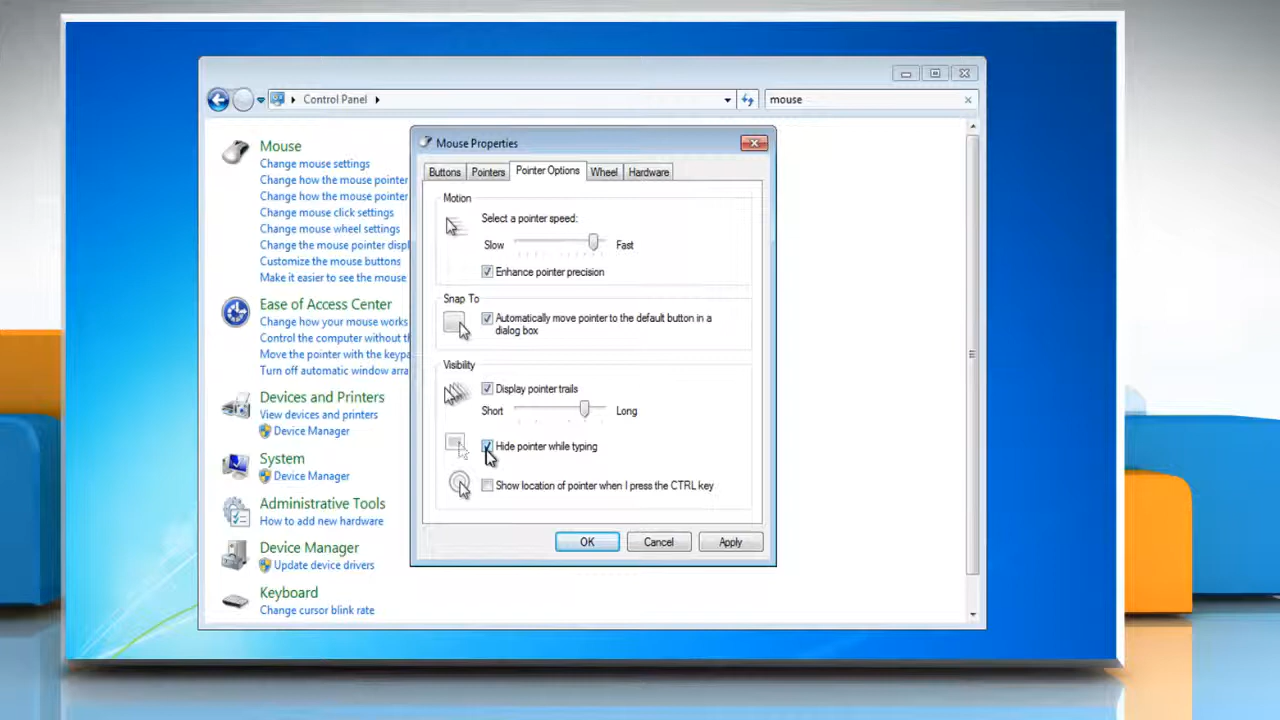 Control Panel
mouse
Mouse
Change mouse settings
Change how the mouse pointer
Change how the mouse pointer
Change mouse click settings
Change mouse wheel settings
Change the mouse pointer displ
Customize the mouse buttons
Make it easier to see the mouse
Ease of Access Center
Change how your mouse works
Control the computer without th
Move the pointer with the keypa
Turn off automatic window arra
Devices and Printers
View devices and printers
Device Manager
System
Device Manager
Administrative Tools
How to add new hardware
Device Manager
Update device drivers
Keyboard
Change cursor blink rate
Mouse Properties
Buttons Pointers Pointer Options Wheel Hardware
Motion
Select a pointer speed:
Slow Fast
Enhance pointer precision
Snap To
Automatically move pointer to the default button in a
dialog box
Visibility
Display pointer trails
Short Long
Hide pointer while typing
Show location of pointer when I press the CTRL key
OK Cancel Apply